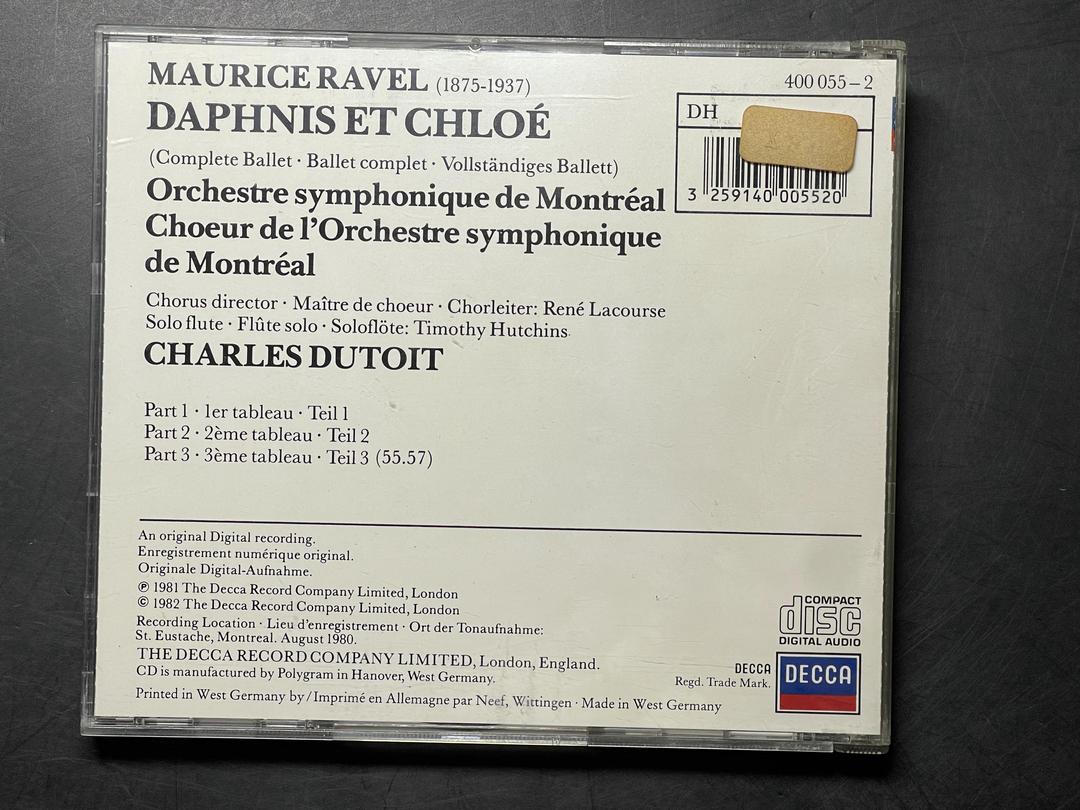 MAURICE RAVEL (1875-1937)
400 055–2
DAPHNIS ET CHLOÉ
DH
(Complete Ballet · Ballet complet · Vollständiges Ballett)
3 259140 005520
Orchestre symphonique de Montréal
Choeur de l'Orchestre symphonique
de Montréal
Chorus director · Maître de choeur · Chorleiter: René Lacourse
Solo flute · Flûte solo · Soloflöte: Timothy Hutchins
CHARLES DUTOIT
Part 1 · 1er tableau · Teil 1
Part 2 · 2ème tableau · Teil 2
Part 3 · 3ème tableau · Teil 3 (55.57)
An original Digital recording.
Enregistrement numérique original.
Originale Digital-Aufnahme.
℗ 1981 The Decca Record Company Limited, London
© 1982 The Decca Record Company Limited, London
Recording Location · Lieu d'enregistrement · Ort der Tonaufnahme:
St. Eustache, Montreal. August 1980.
THE DECCA RECORD COMPANY LIMITED, London, England.
CD is manufactured by Polygram in Hanover, West Germany.
Printed in West Germany by / Imprimé en Allemagne par Neef, Wittingen · Made in West Germany
COMPACT
disc
DIGITAL AUDIO
DECCA
Regd. Trade Mark.
DECCA